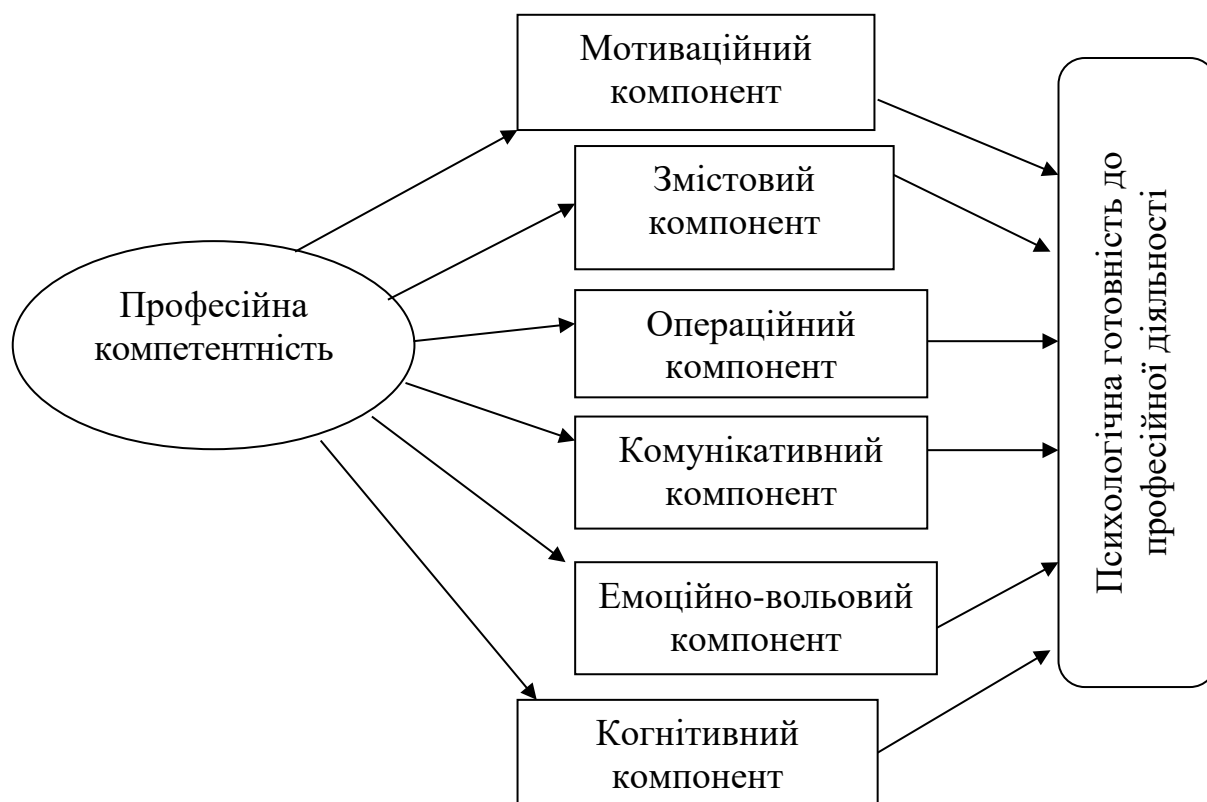 Мотиваційний
компонент
Змістовий
компонент
Професійна
компетентність
Операційний
компонент
Комунікативний
компонент
Емоційно-вольовий
компонент
Когнітивний
компонент
Психологічна готовність до
професійної діяльності